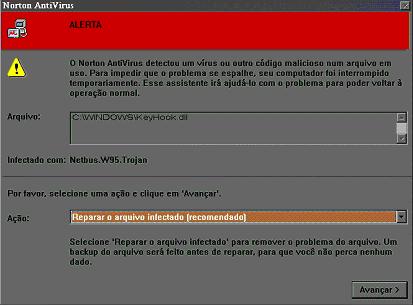 Norton AntiVirus
ALERTA
O Norton AntiVirus detectou um vírus ou outro código malicioso num arquivo em
uso. Para impedir que o problema se espalhe, seu computador foi interrompido
temporariamente. Esse assistente irá ajudá-lo com o problema para poder voltar à
operação normal.
Arquivo:
C:\WINDOWS\KeyHook.dll
Infectado com: Netbus.W95.Trojan
Por favor, selecione uma ação e clique em 'Avançar'.
Ação:
Reparar o arquivo infectado (recomendado)
Selecione 'Reparar o arquivo infectado' para remover o problema do arquivo. Um
backup do arquivo será feito antes de reparar, para que você não perca nenhum
dado.
Avançar >